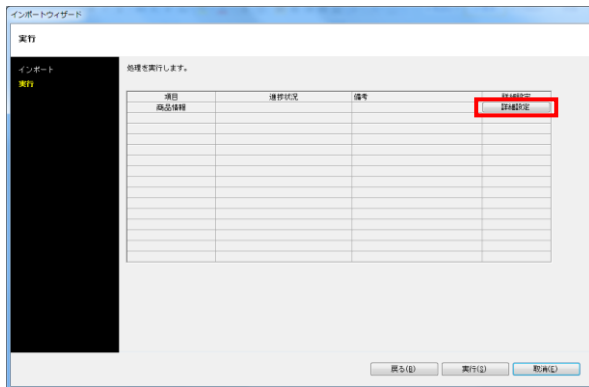 インポートウィザード
実行
インポート
実行
処理を実行します。
項目 進捗状況 備考 詳細設定
商品情報 詳細設定
戻る(B) 実行(S) 取消(E)